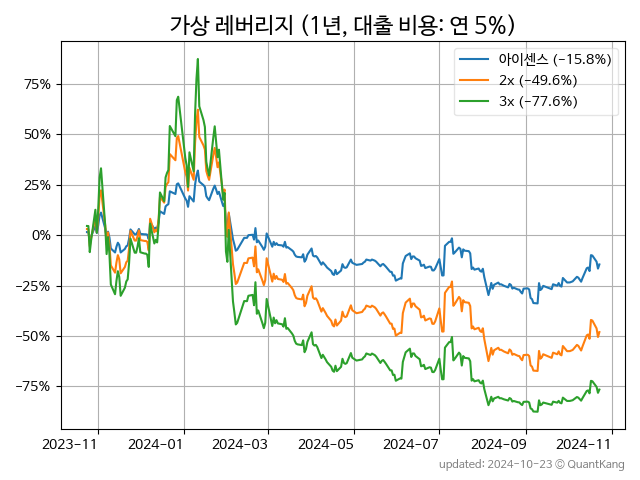 가상 레버리지 (1년, 대출 비용: 연 5%)
아이센스 (−15.8%)
2x (−49.6%)
3x (−77.6%)
75%
50%
25%
0%
−25%
−50%
−75%
2023-11
2024-01
2024-03
2024-05
2024-07
2024-09
2024-11
updated: 2024-10-23 © QuantKang